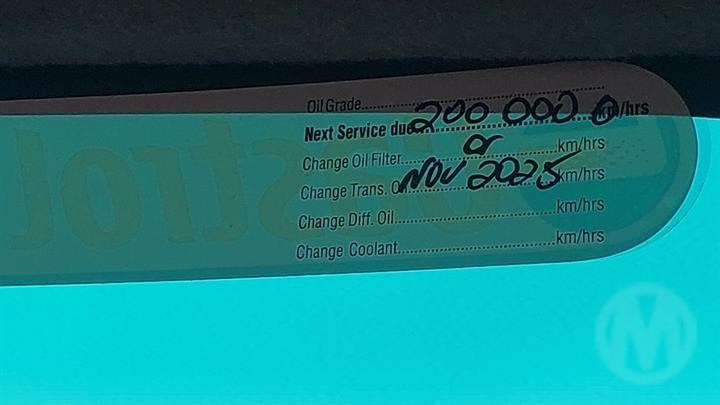 Oil Grade
Next Service due 200 000 km/hrs
or
Change Oil Filter km/hrs
NOV 2025
Change Trans. Oil km/hrs
Change Diff. Oil km/hrs
Change Coolant km/hrs
Castrol
M